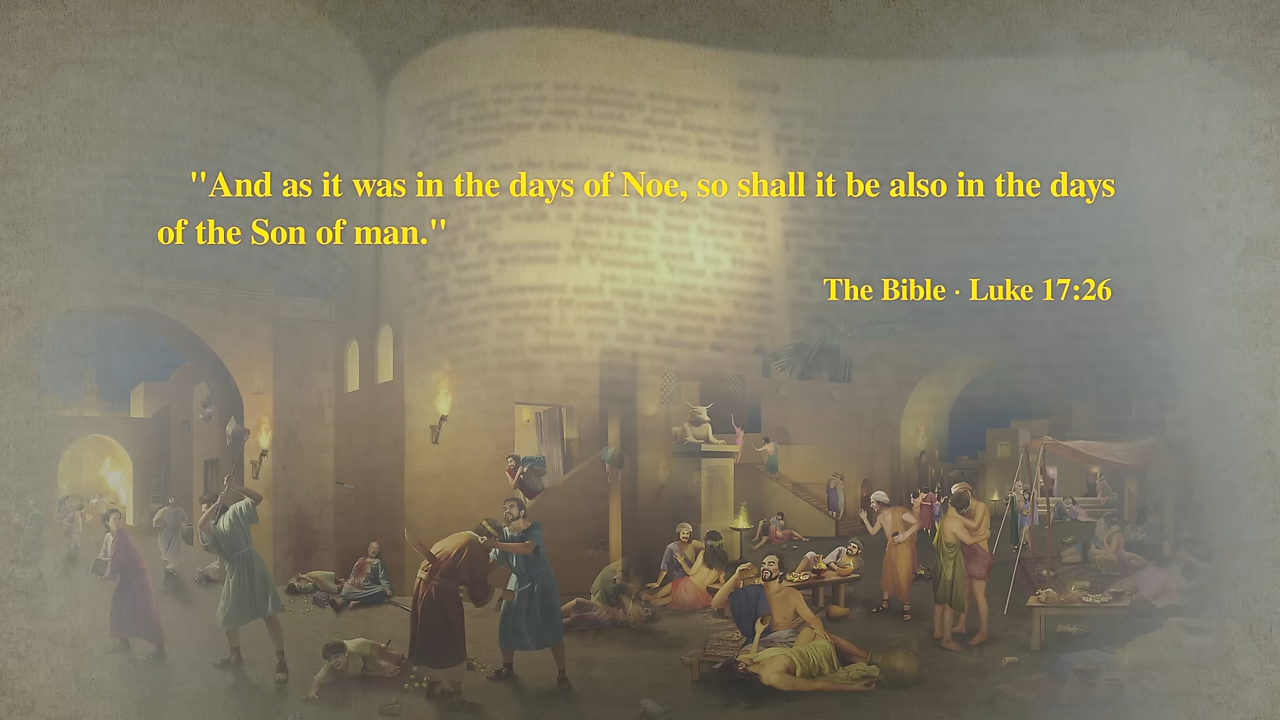 "And as it was in the days of Noe, so shall it be also in the days
of the Son of man."
The Bible · Luke 17:26